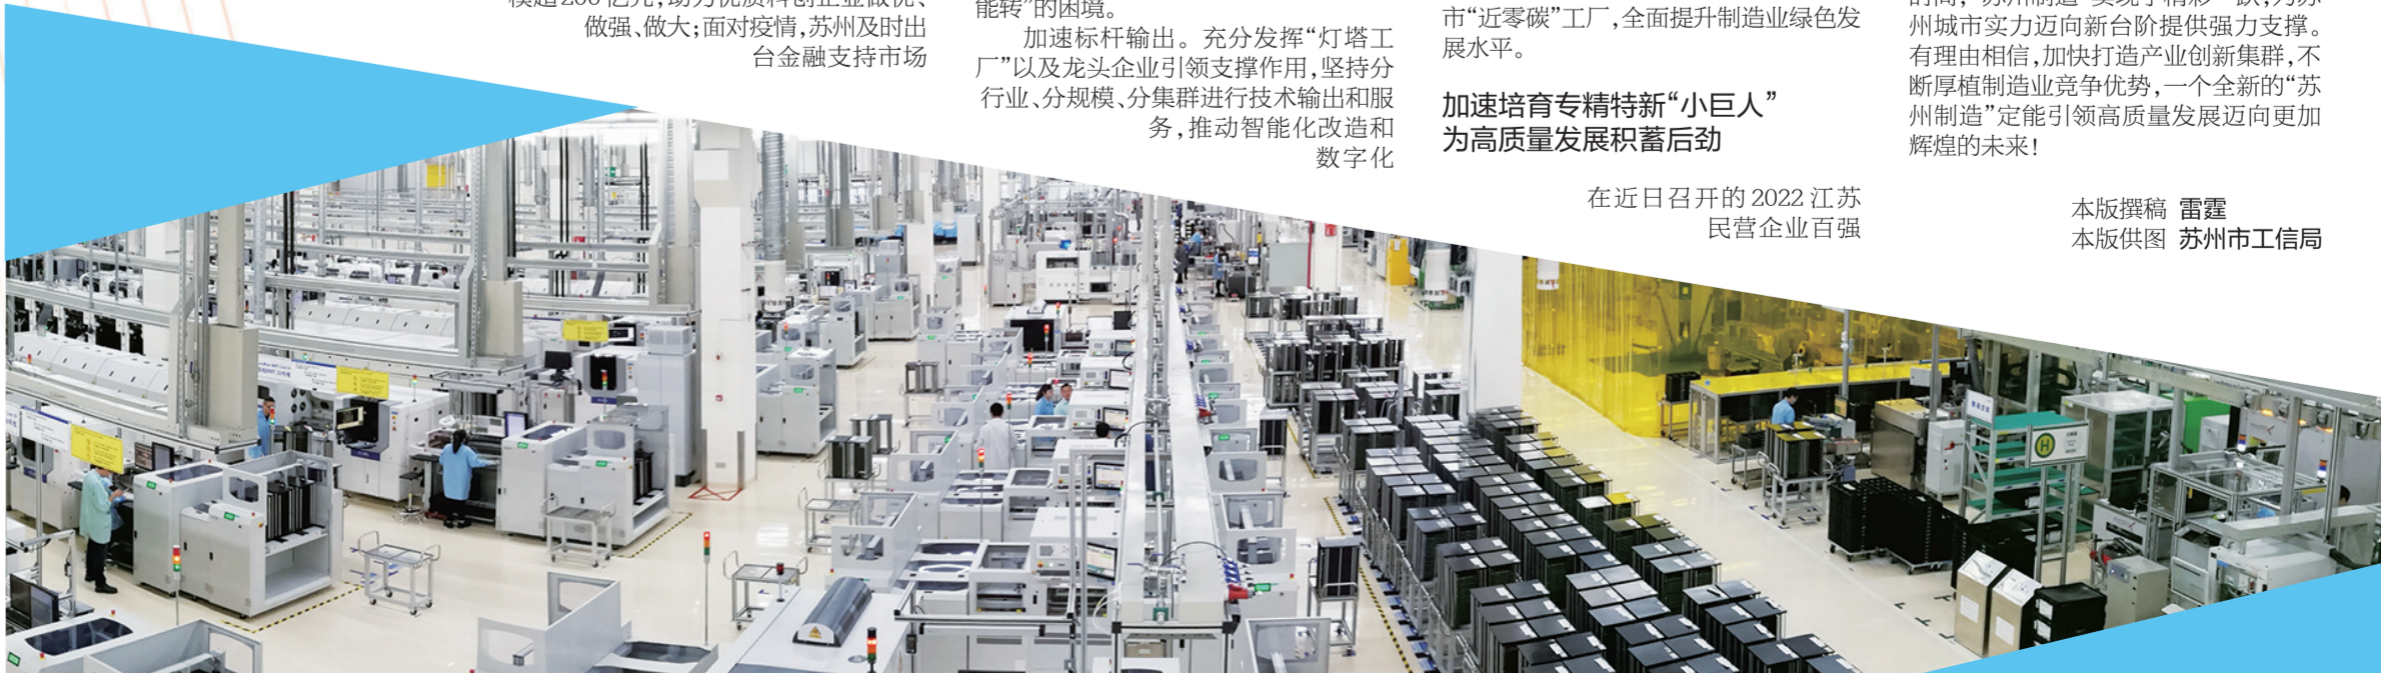 做强、做大;面对疫情,苏州及时出
台金融支持市场
能转”的困境。
加速标杆输出。充分发挥“灯塔工
厂”以及龙头企业引领支撑作用,坚持分
行业、分规模、分集群进行技术输出和服
务,推动智能化改造和
数字化
市“近零碳”工厂,全面提升制造业绿色发
展水平。
加速培育专精特新“小巨人”
为高质量发展积蓄后劲
在近日召开的2022江苏
民营企业百强
州城市实力迈向新台阶提供强力支撑。
有理由相信,加快打造产业创新集群,不
断厚植制造业竞争优势,一个全新的“苏
州制造”定能引领高质量发展迈向更加
辉煌的未来!
本版撰稿 雷霆
本版供图 苏州市工信局